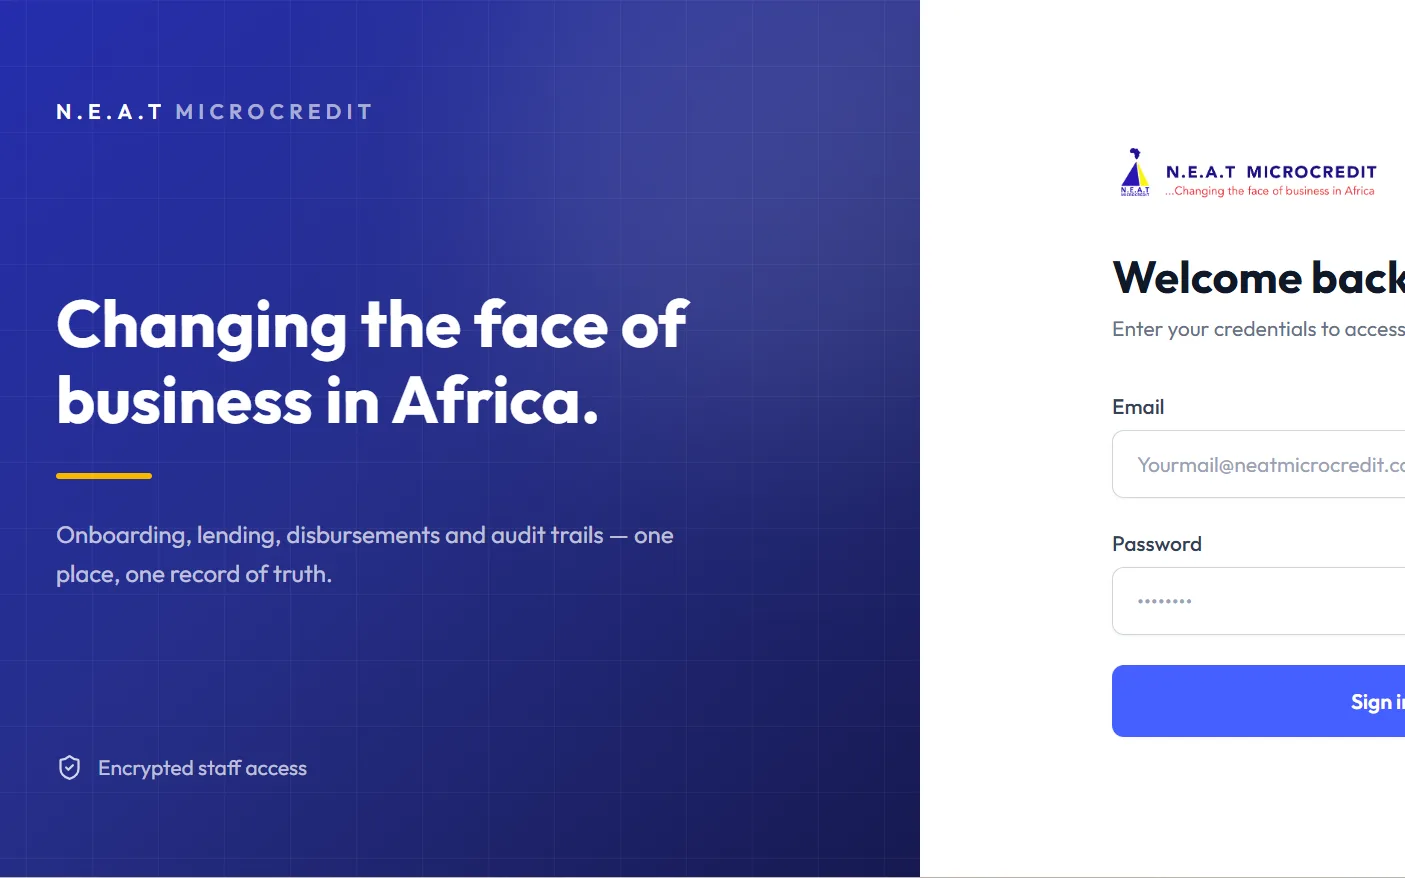 N.E.A.T MICROCREDIT
Changing the face of
business in Africa.
Onboarding, lending, disbursements and audit trails — one
place, one record of truth.
Encrypted staff access
N.E.A.T
N.E.A.T MICROCREDIT
...Changing the face of business in Africa
Welcome back
Enter your credentials to access
Email
Yourmail@neatmicrocredit.co
Password
Sign in